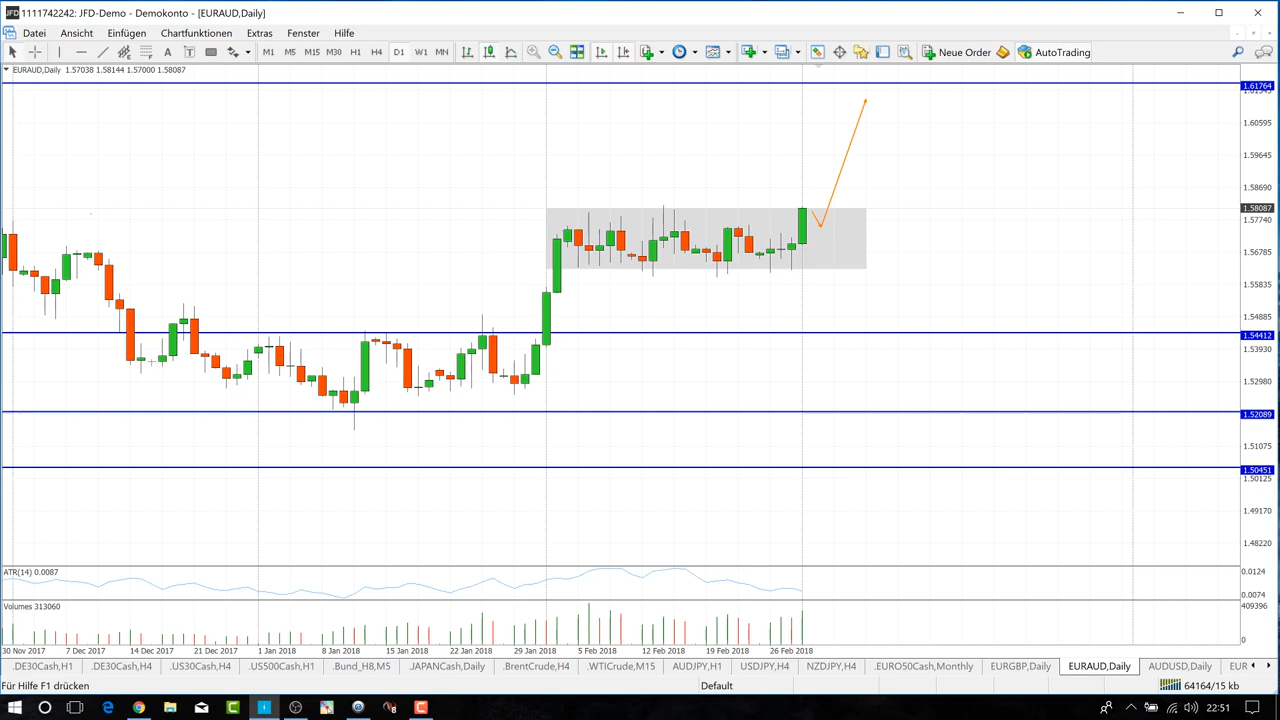 JFD 1111742242: JFD-Demo - Demokonto - [EURAUD,Daily]
Datei Ansicht Einfügen Chartfunktionen Extras Fenster Hilfe
A T M1 M5 M15 M30 H1 H4 D1 W1 MN Neue Order AutoTrading
EURAUD,Daily 1.57038 1.58144 1.57000 1.58087
1.61764
1.60595
1.59645
1.58690
1.58087
1.57740
1.56785
1.55835
1.54885
1.54412
1.53930
1.52980
1.52089
1.51075
1.50451
1.50125
1.49170
1.48220
ATR(14) 0.0087
0.0124
0.0074
Volumes 313060
409396
0
30 Nov 2017 7 Dec 2017 14 Dec 2017 21 Dec 2017 1 Jan 2018 8 Jan 2018 15 Jan 2018 22 Jan 2018 29 Jan 2018 5 Feb 2018 12 Feb 2018 19 Feb 2018 26 Feb 2018
.DE30Cash,H1 .DE30Cash,H4 .US30Cash,H4 .US500Cash,H1 .Bund_H8,M5 .JAPANCash,Daily .BrentCrude,H4 .WTICrude,M15 AUDJPY,H1 USDJPY,H4 NZDJPY,H4 .EURO50Cash,Monthly EURGBP,Daily EURAUD,Daily AUDUSD,Daily EUR
Für Hilfe F1 drücken Default 64164/15 kb
22:51